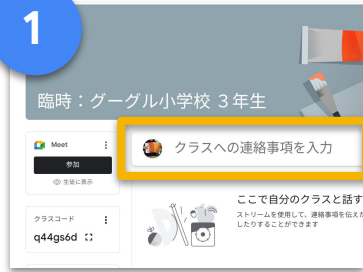 1
臨時：グーグル小学校 3年生
Meet
参加
生徒に表示
クラスへの連絡事項を入力
クラスコード
q44gs6d
ここで自分のクラスと話す
ストリームを使用して、連絡事項を伝えた
したりすることができます